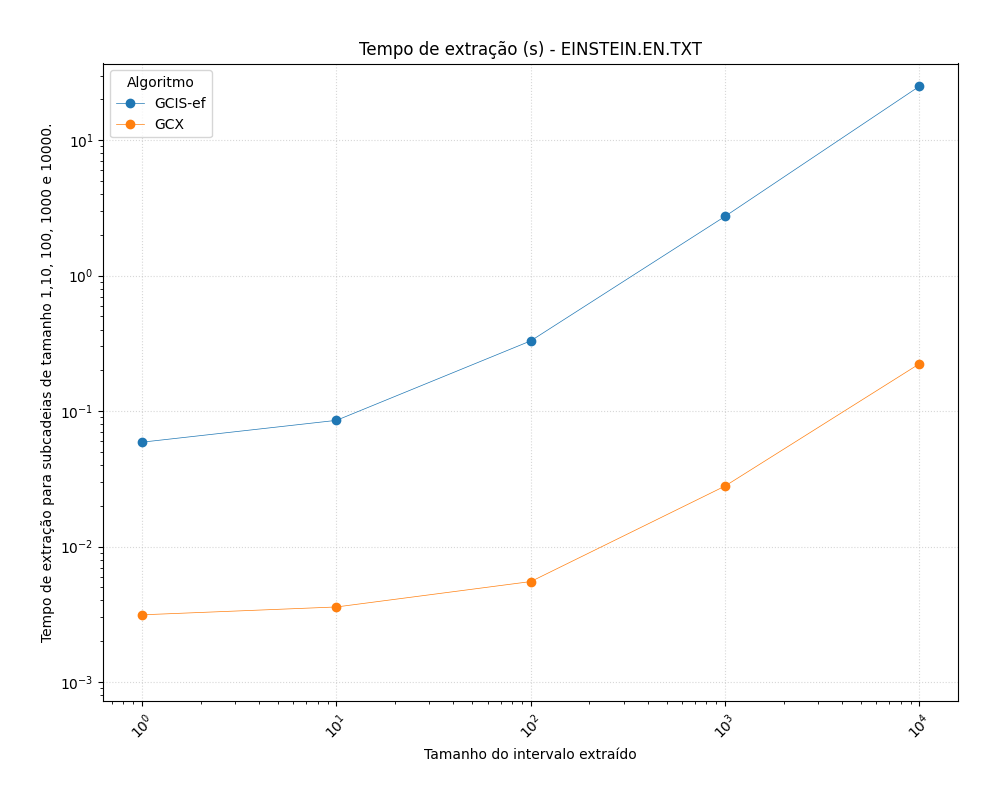 Tempo de extração (s) - EINSTEIN.EN.TXT
Algoritmo
GCIS-ef
GCX
Tempo de extração para subcadeias de tamanho 1,10, 100, 1000 e 10000.
10¹
10⁰
10⁻¹
10⁻²
10⁻³
10⁰ 10¹ 10² 10³ 10⁴
Tamanho do intervalo extraído